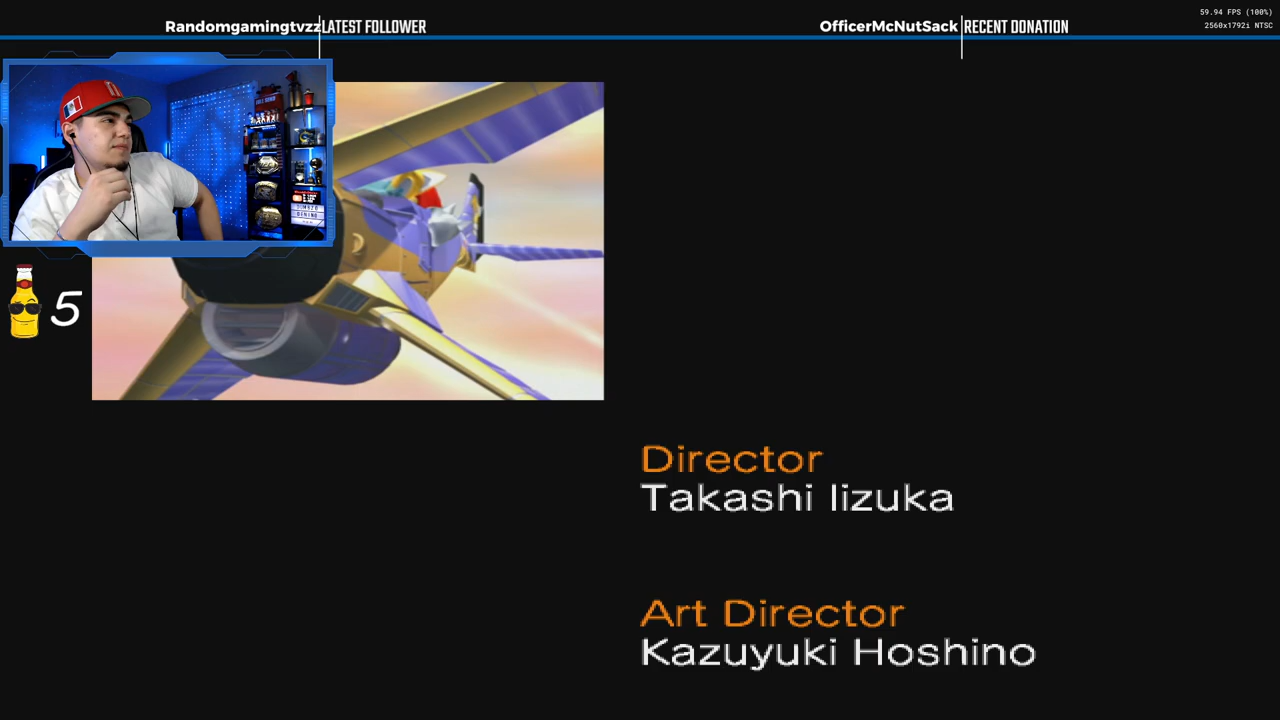 Randomgamingtvzz LATEST FOLLOWER
OfficerMcNutSack RECENT DONATION
59.94 FPS (100%)
2560x1792i NTSC
5
Director
Takashi Iizuka
Art Director
Kazuyuki Hoshino